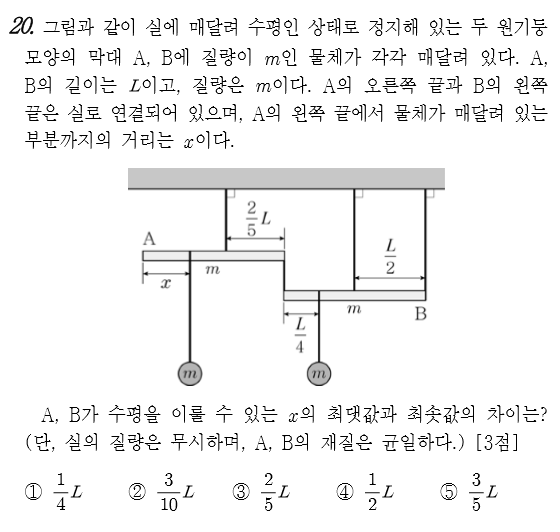 20. 그림과 같이 실에 매달려 수평인 상태로 정지해 있는 두 원기둥
모양의 막대 A, B에 질량이 m인 물체가 각각 매달려 있다. A,
B의 길이는 L이고, 질량은 m이다. A의 오른쪽 끝과 B의 왼쪽
끝은 실로 연결되어 있으며, A의 왼쪽 끝에서 물체가 매달려 있는
부분까지의 거리는 x이다.
2/5 L
A
L/2
x
m
m
B
L/4
m
m
A, B가 수평을 이룰 수 있는 x의 최댓값과 최솟값의 차이는?
(단, 실의 질량은 무시하며, A, B의 재질은 균일하다.) [3점]
① 1/4 L ② 3/10 L ③ 2/5 L ④ 1/2 L ⑤ 3/5 L